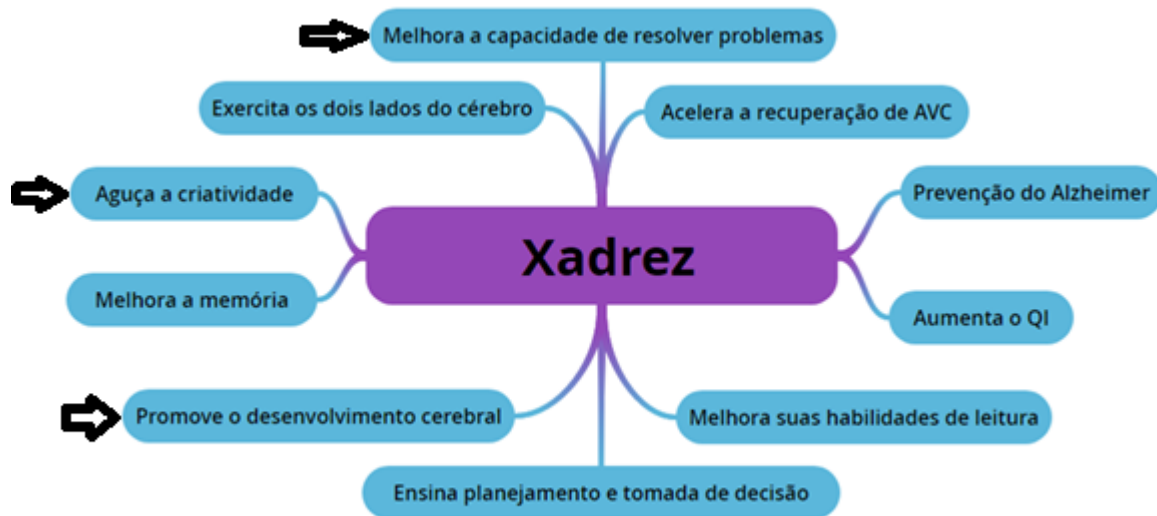 Melhora a capacidade de resolver problemas
Exercita os dois lados do cérebro
Acelera a recuperação de AVC
Aguça a criatividade
Prevenção do Alzheimer
Xadrez
Melhora a memória
Aumenta o QI
Promove o desenvolvimento cerebral
Melhora suas habilidades de leitura
Ensina planejamento e tomada de decisão